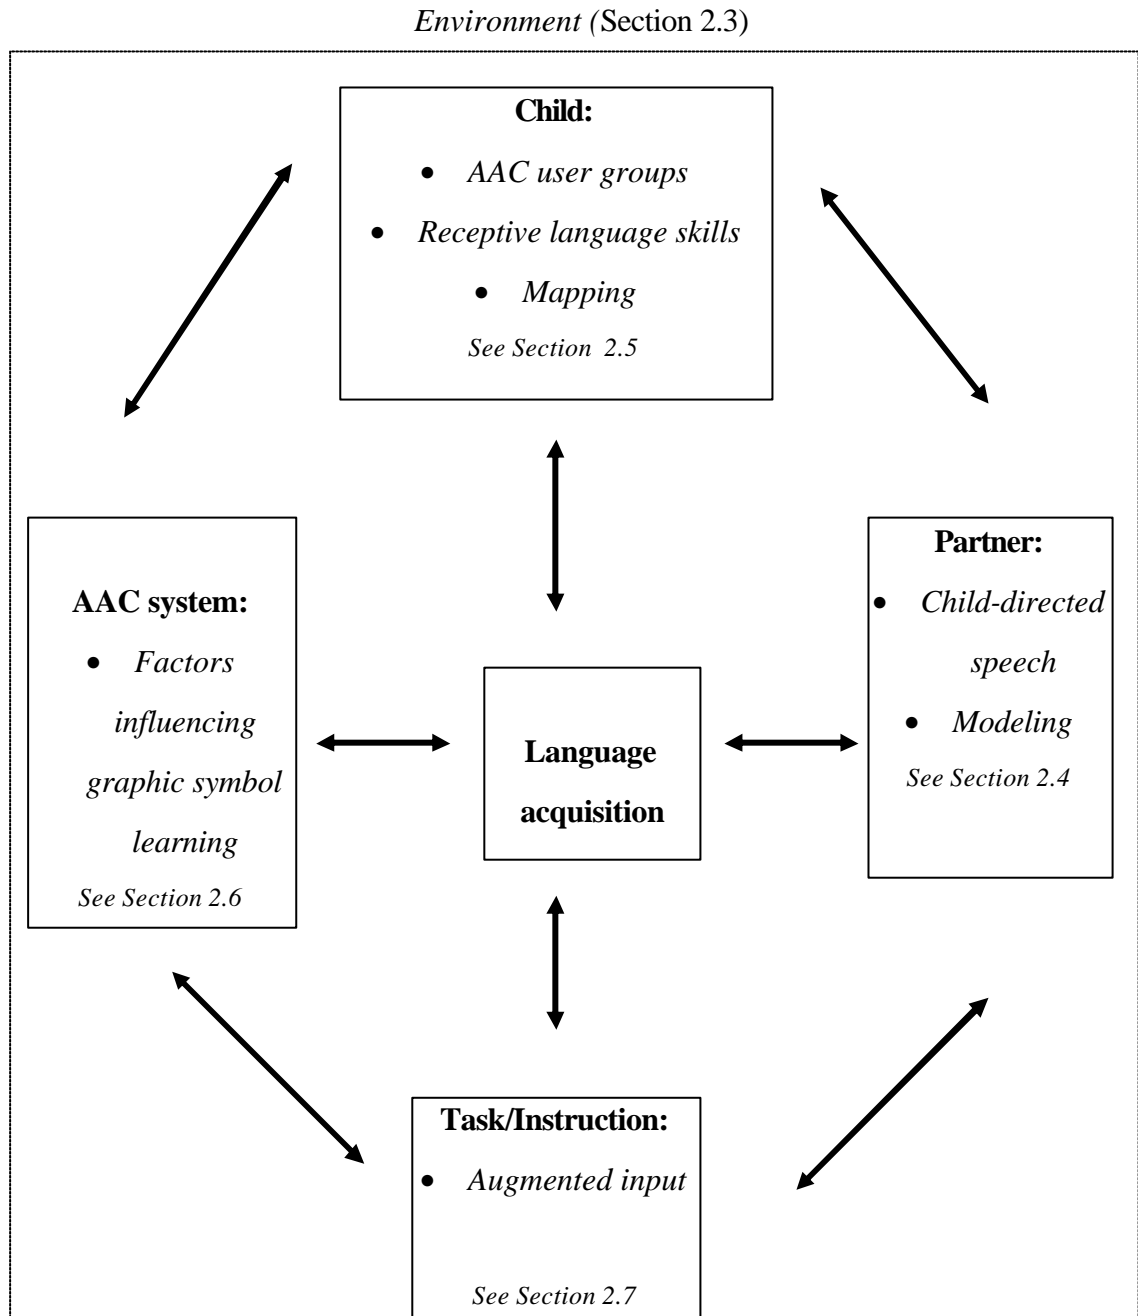 Environment (Section 2.3)
Child:
• AAC user groups
• Receptive language skills
• Mapping
See Section 2.5
AAC system:
• Factors
influencing
graphic symbol
learning
See Section 2.6
Language
acquisition
Partner:
• Child-directed
speech
• Modeling
See Section 2.4
Task/Instruction:
• Augmented input
See Section 2.7